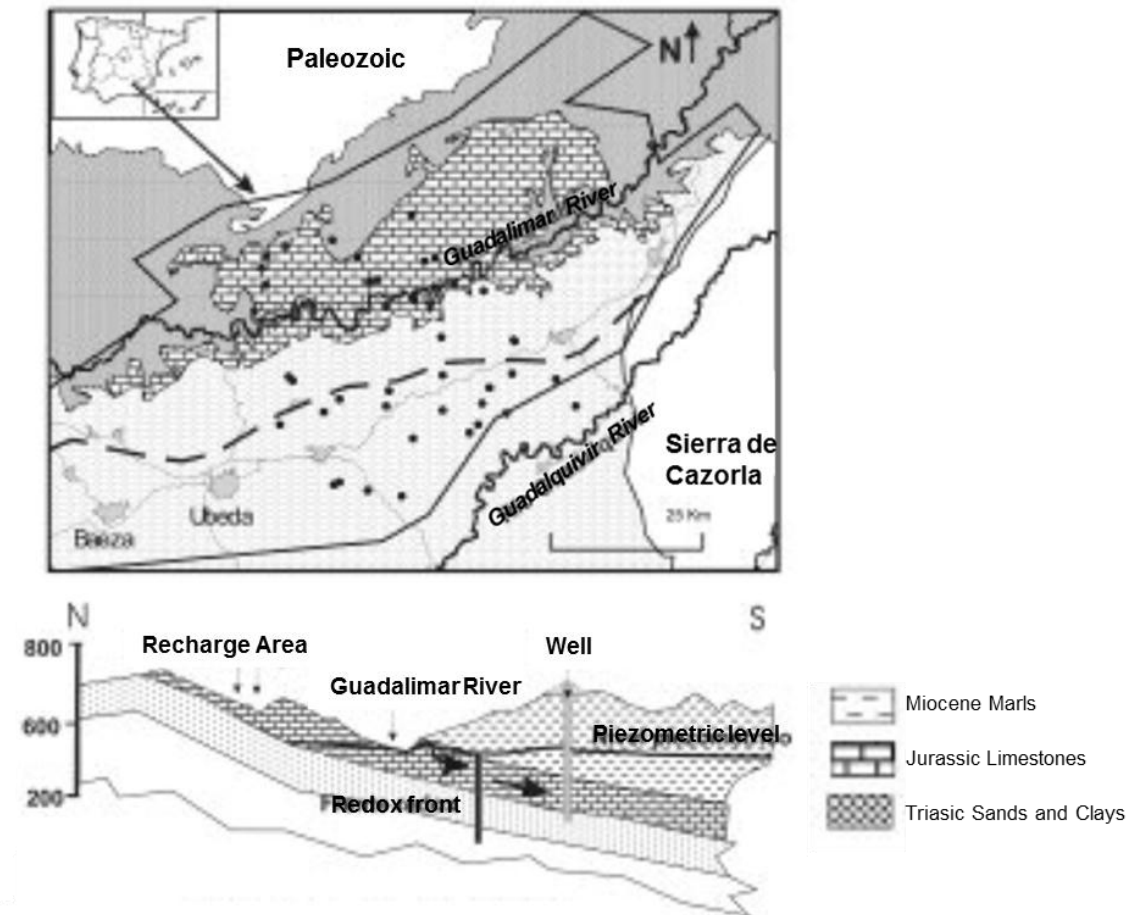 Paleozoic
N
Guadalimar River
Guadalquivir River
Sierra de
Cazorla
25 Km
Ubeda
Baeza
N
S
800
600
200
Recharge Area
Well
Guadalimar River
Piezometric level
Redox front
Miocene Marls
Jurassic Limestones
Triasic Sands and Clays